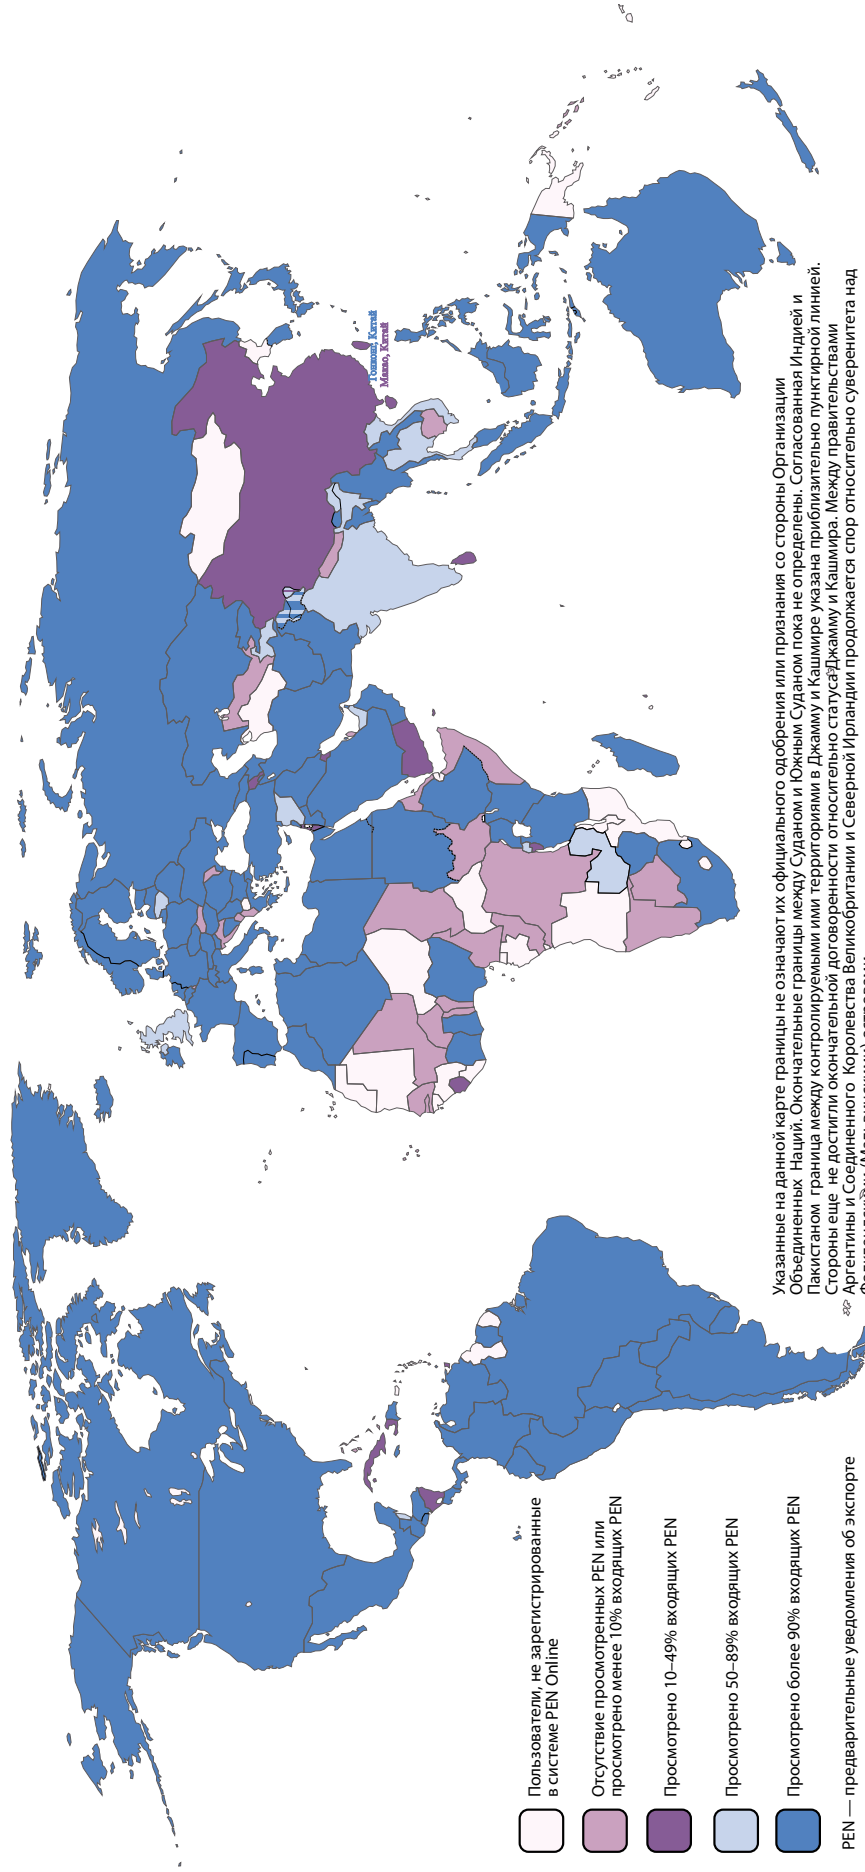 Гонконг, Китай
Макао, Китай
Пользователи, не зарегистрированные
в системе PEN Online
Отсутствие просмотренных PEN или
просмотрено менее 10% входящих PEN
Просмотрено 10–49% входящих PEN
Просмотрено 50–89% входящих PEN
Просмотрено более 90% входящих PEN
PEN — предварительные уведомления об экспорте
Указанные на данной карте границы не означают их официального одобрения или признания со стороны Организации
Объединенных Наций. Окончательные границы между Суданом и Южным Суданом пока не определены. Согласованная Индией и
Пакистаном граница между контролируемыми ими территориями в Джамму и Кашмире указана приблизительно пунктирной линией.
Стороны еще не достигли окончательной договоренности относительно статуса Джамму и Кашмира. Между правительствами
Аргентины и Соединенного Королевства Великобритании и Северной Ирландии продолжается спор относительно суверенитета над